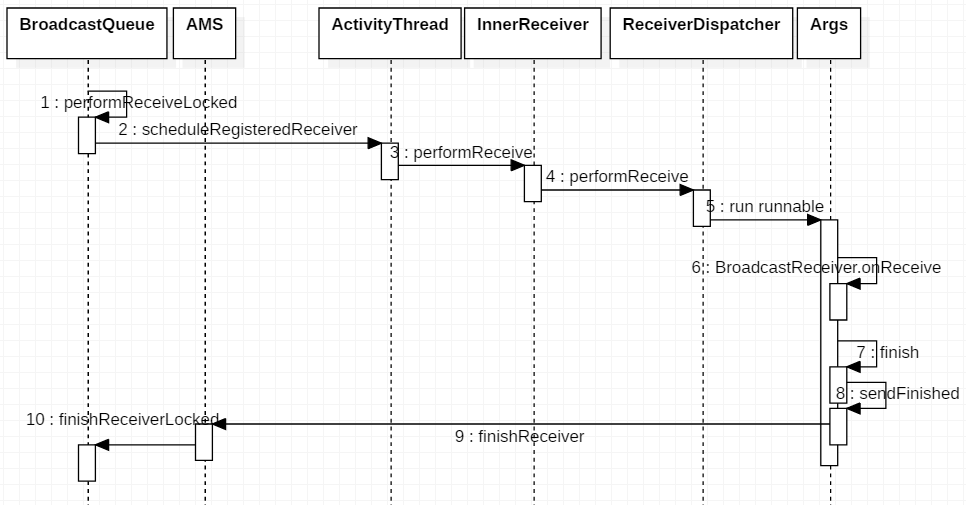 BroadcastQueue
AMS
ActivityThread
InnerReceiver
ReceiverDispatcher
Args
1 : performReceiveLocked
2 : scheduleRegisteredReceiver
3 : performReceive
4 : performReceive
5 : run runnable
6 : BroadcastReceiver.onReceive
7 : finish
8 : sendFinished
10 : finishReceiverLocked
9 : finishReceiver